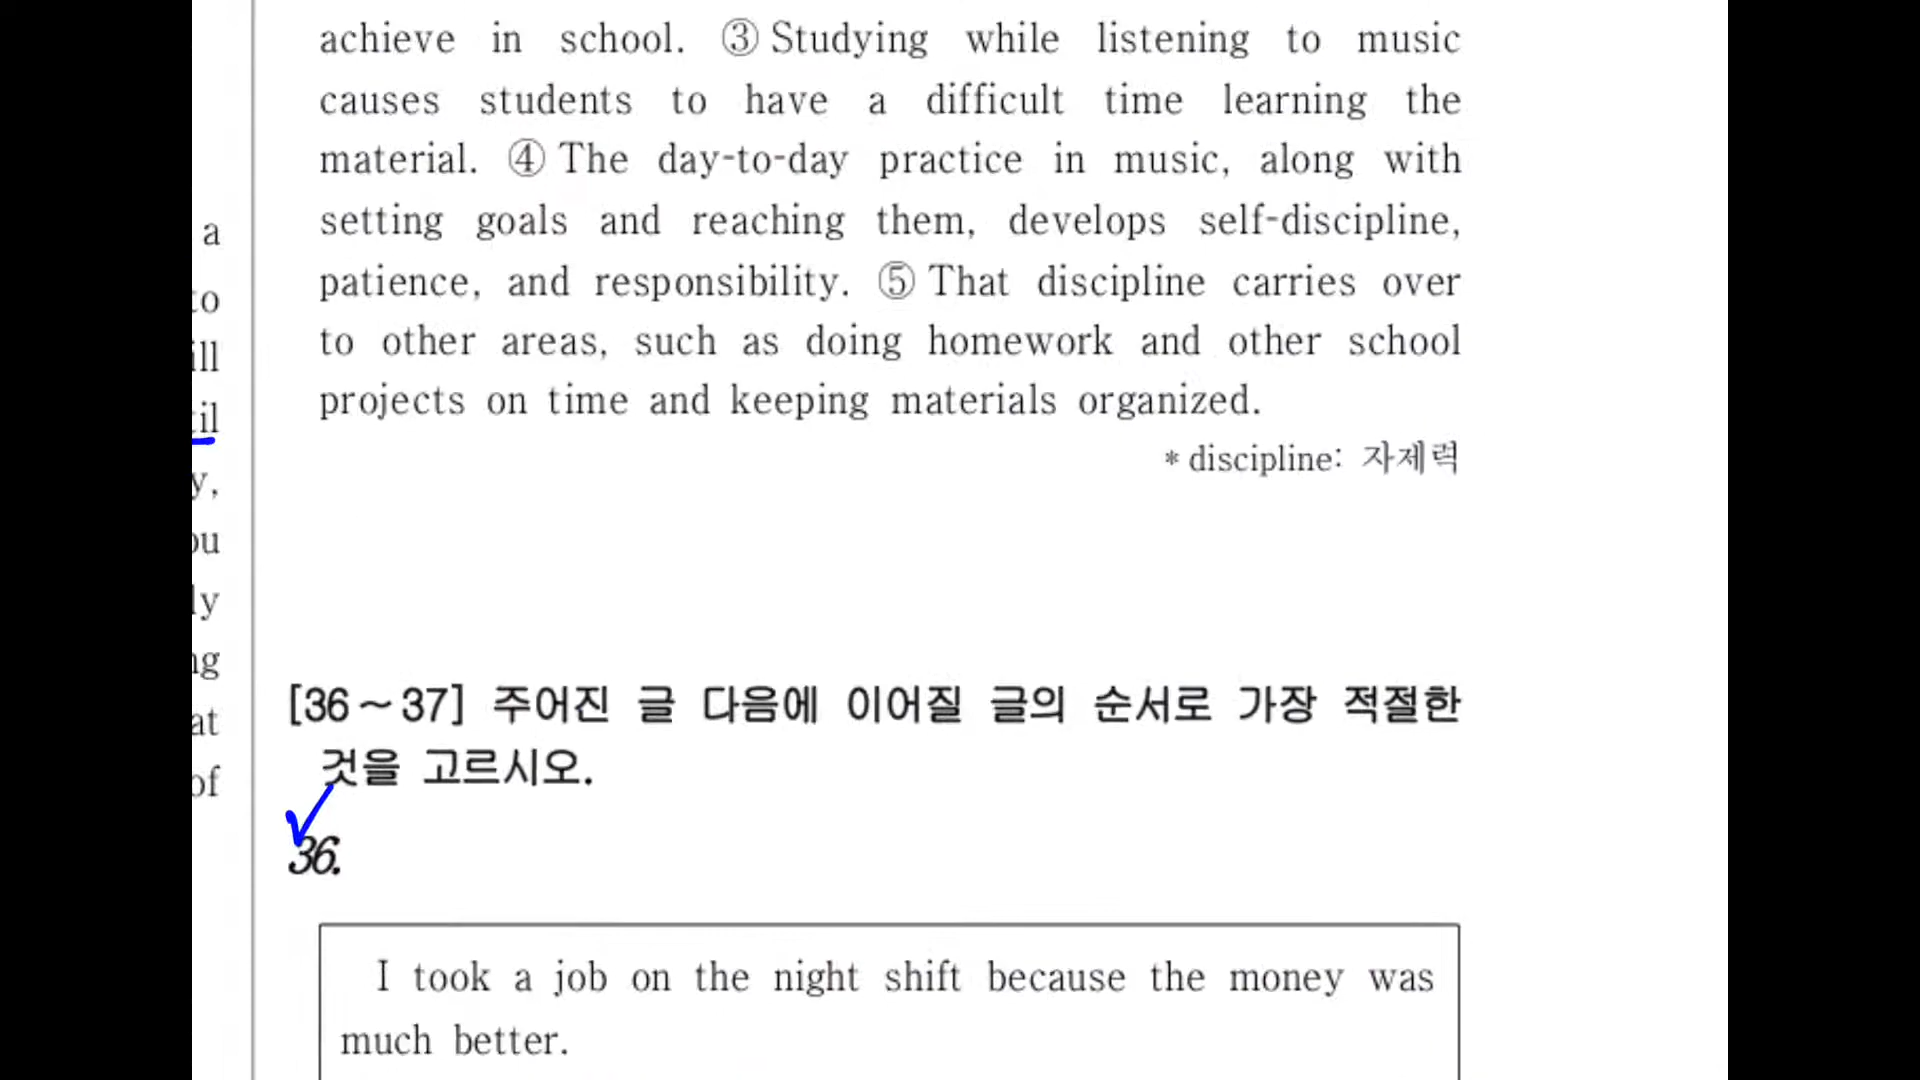 achieve in school. ③ Studying while listening to music
causes students to have a difficult time learning the
material. ④ The day-to-day practice in music, along with
setting goals and reaching them, develops self-discipline,
patience, and responsibility. ⑤ That discipline carries over
to other areas, such as doing homework and other school
projects on time and keeping materials organized.
* discipline: 자제력
a
[36～37] 주어진 글 다음에 이어질 글의 순서로 가장 적절한
것을 고르시오.
36.
I took a job on the night shift because the money was
much better.